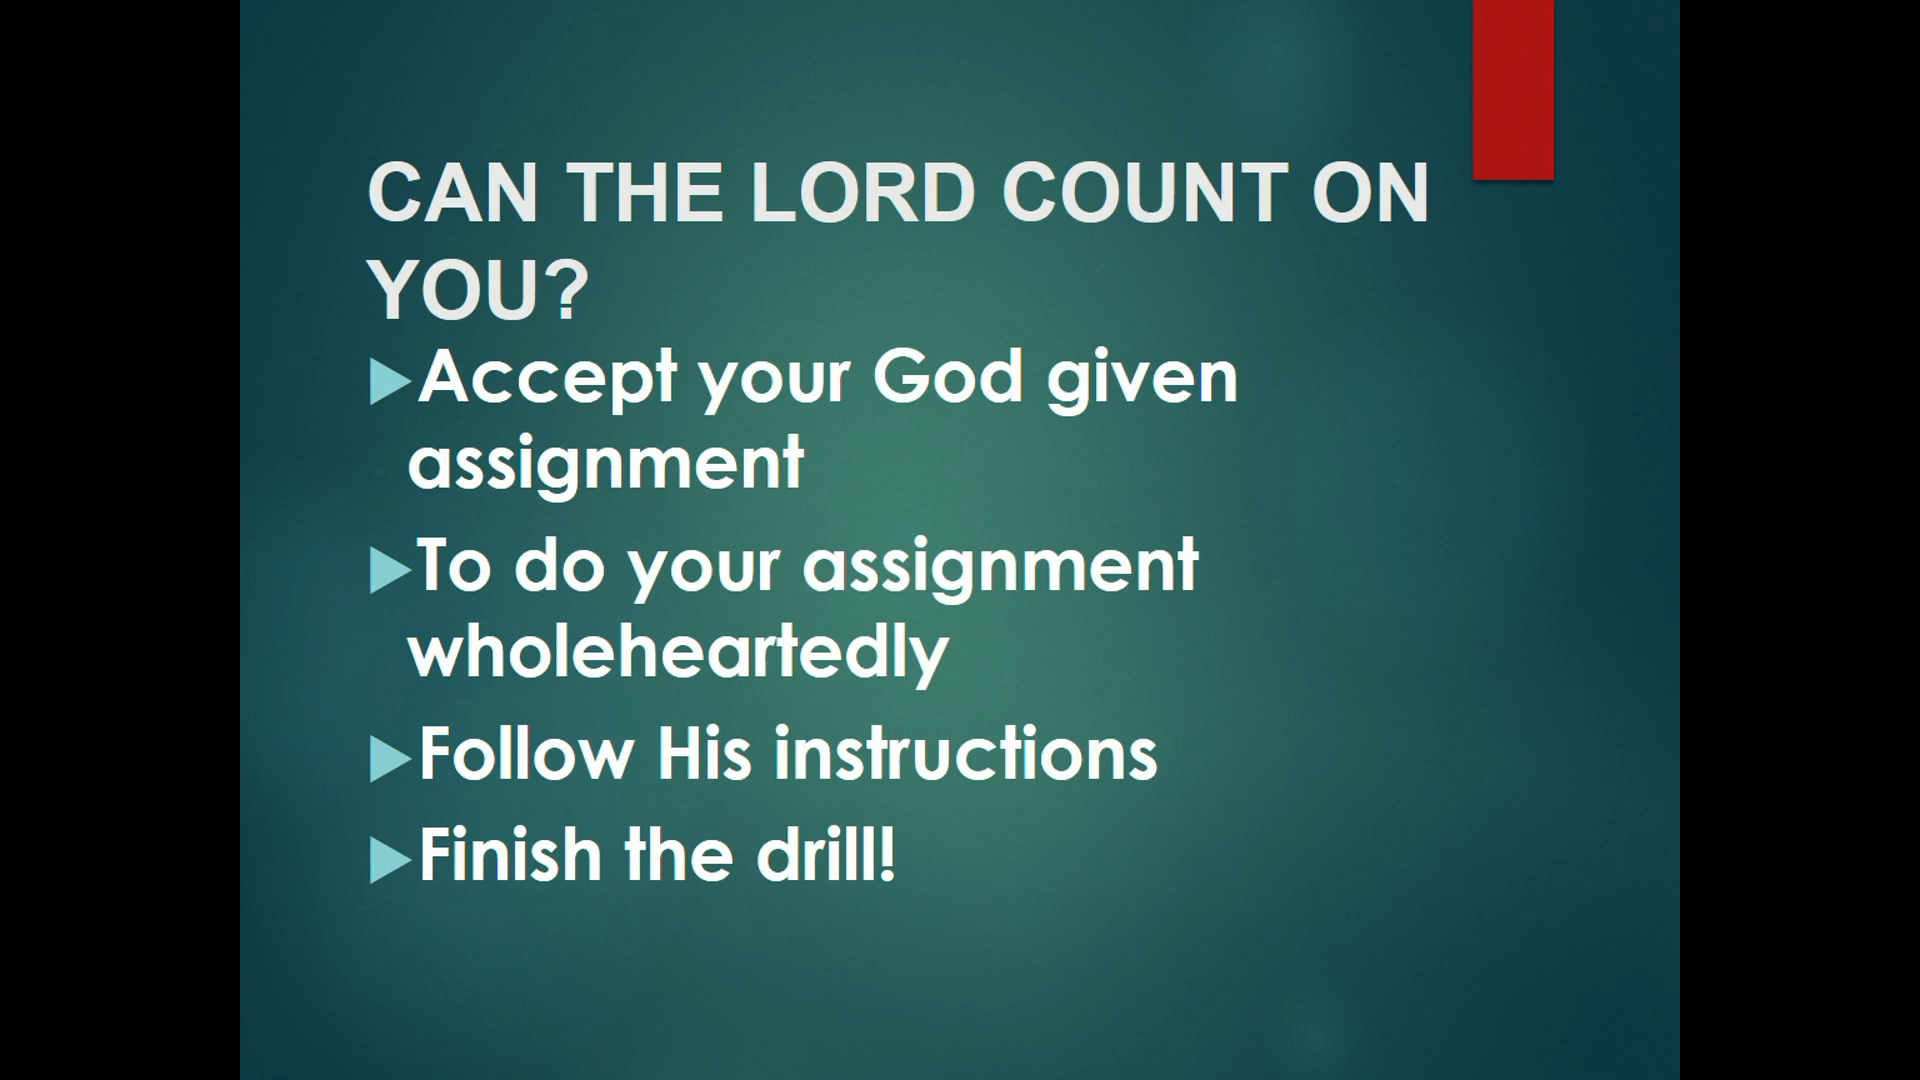 CAN THE LORD COUNT ON
YOU?
Accept your God given
assignment
To do your assignment
wholeheartedly
Follow His instructions
Finish the drill!